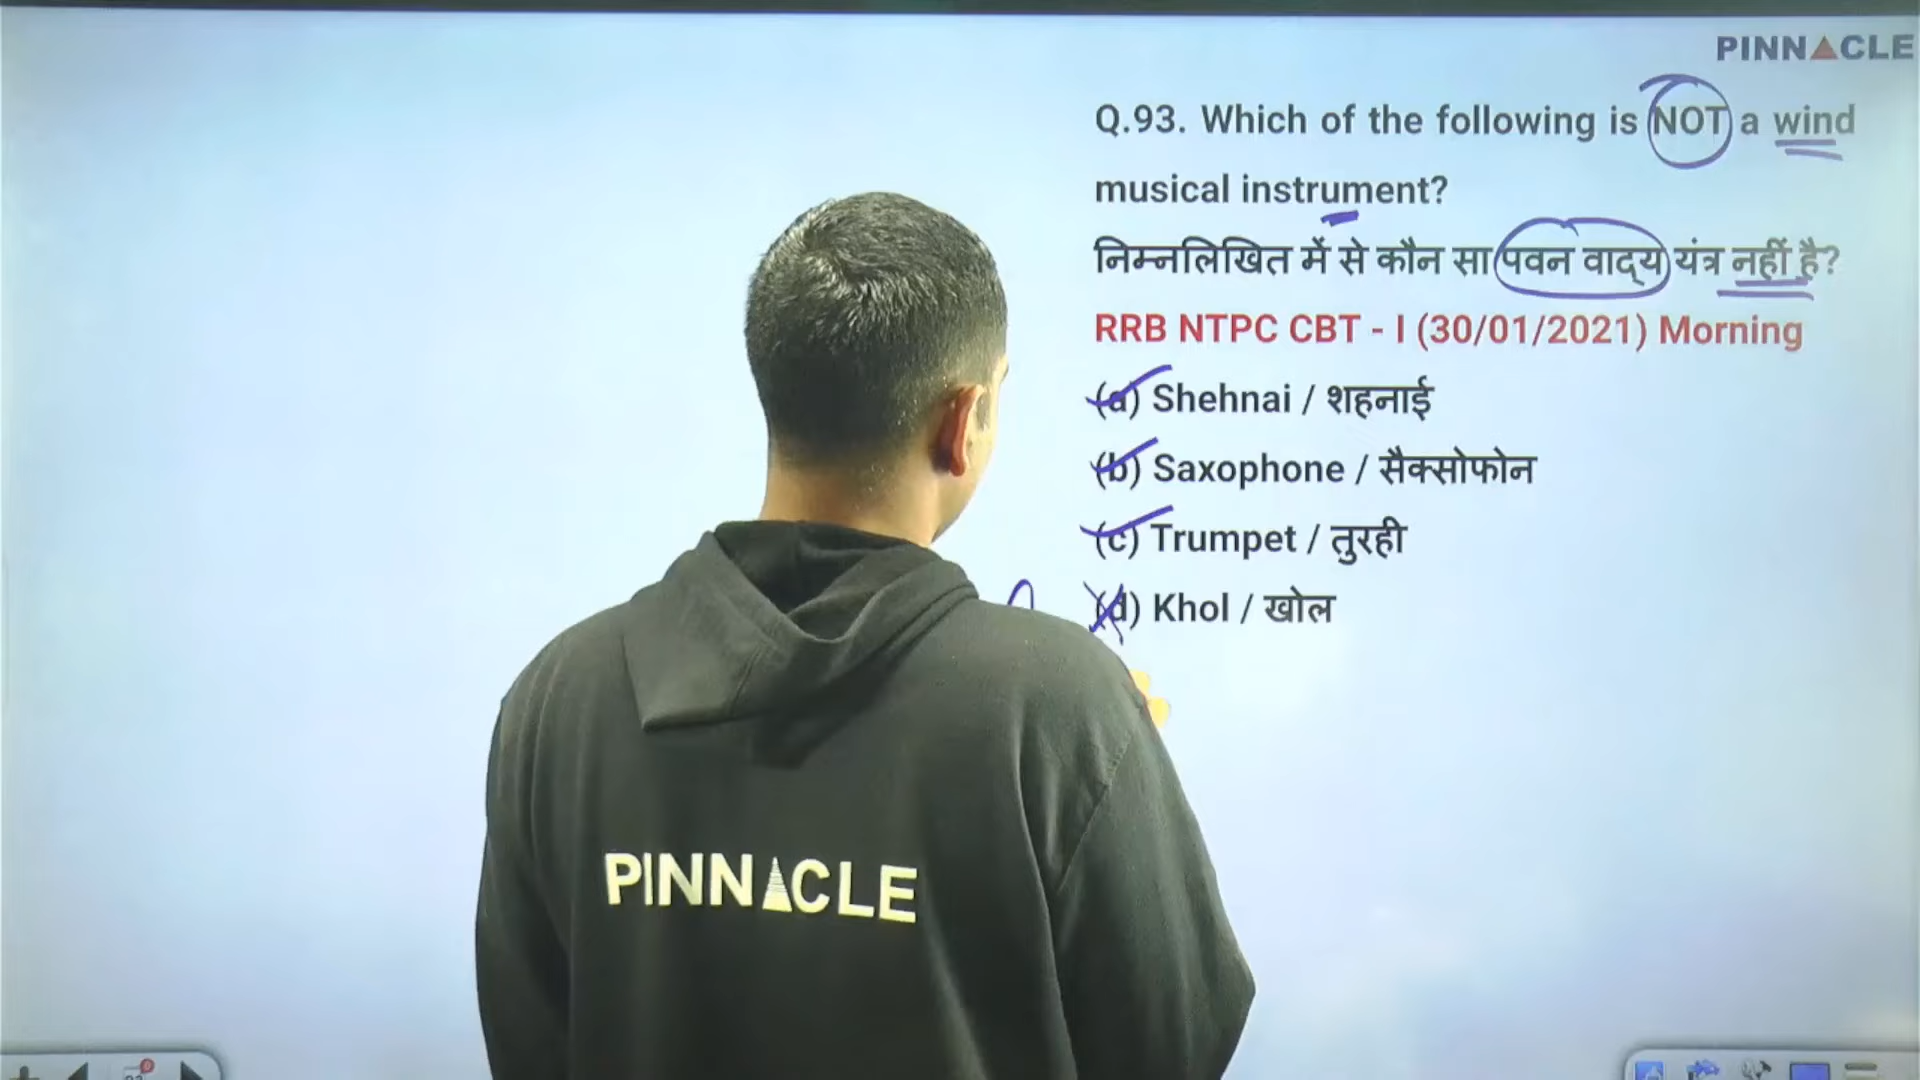 PINNACLE
Q.93. Which of the following is NOT a wind
musical instrument?
निम्नलिखित में से कौन सा पवन वाद्य यंत्र नहीं है?
RRB NTPC CBT - I (30/01/2021) Morning
(a) Shehnai / शहनाई
(b) Saxophone / सैक्सोफोन
(c) Trumpet / तुरही
(d) Khol / खोल
PINNACLE